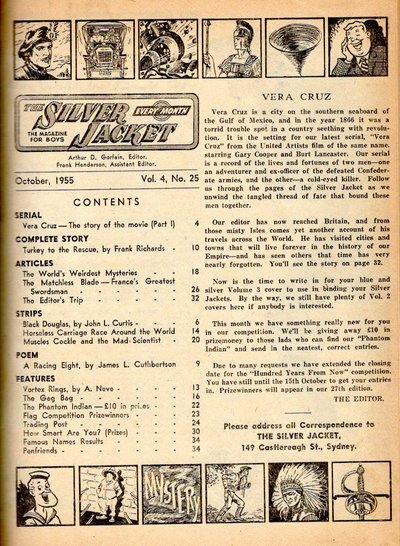 THE SILVER JACKET
EVERY MONTH
THE MAGAZINE
FOR BOYS
Arthur D. Gorfain, Editor.
Frank Henderson, Assistant Editor.
October, 1955 Vol. 4, No. 25
CONTENTS
SERIAL
Vera Cruz — The story of the movie (Part I) 4
COMPLETE STORY
Turkey to the Rescue, by Frank Richards - - 10
ARTICLES
The World's Weirdest Mysteries - - - 18
The Matchless Blade — France's Greatest
Swordsman - - - - - 26
The Editor's Trip - - - - - 32
STRIPS
Black Douglas, by John L. Curtis - - - 2
Horseless Carriage Race Around the World 14
Muscles Cockle and the Mad Scientist - - 20
POEM
A Racing Eight, by James L. Cuthbertson 9
FEATURES
Vortex Rings, by A. Neve - - - - 13
The Gag Bag - - - - - 16
The Phantom Indian — £10 in prizes - - 22
Flag Competition Prizewinners - - - 23
Trading Post - - - - - 24
How Smart Are You? (Prizes) - - - 30
Famous Names Results - - - - 34
Penfriends - - - - - 34
VERA CRUZ
Vera Cruz is a city on the southern seaboard of
the Gulf of Mexico, and in the year 1866 it was a
torrid trouble spot in a country seething with revolu-
tion. It is the setting for our latest serial, "Vera
Cruz" from the United Artists film of the same name.
starring Gary Cooper and Burt Lancaster. Our serial
is a record of the lives and fortunes of two men—one
an adventurer and ex-officer of the defeated Confeder-
ate armies, and the other—a cold-eyed killer. Follow
us through the pages of the Silver Jacket as we
unwind the tangled thread of fate that bound these
men together.
Our editor has now reached Britain, and from
those misty Isles comes yet another account of his
travels across the World. He has visited cities and
towns that will live forever in the history of our
Empire—and has seen others that time has very
nearly forgotten. You'll see the story on page 32.
Now is the time to write in for your blue and
silver Volume 3 cover to use in binding your Silver
Jackets. By the way, we still have plenty of Vol. 2
covers here if anybody is interested.
This month we have something really new for you
in our competition. We'll be giving away £10 in
prizemoney to those lads who can find our "Phantom
Indian" and send in the neatest, correct entries.
Due to many requests we have extended the closing
date for the "Hundred Years From Now" competition.
You have still until the 15th October to get your entries
in. Prizewinners will appear in our 27th edition.
THE EDITOR.
Please address all Correspondence to
THE SILVER JACKET,
149 Castlereagh St., Sydney.
MYSTERY